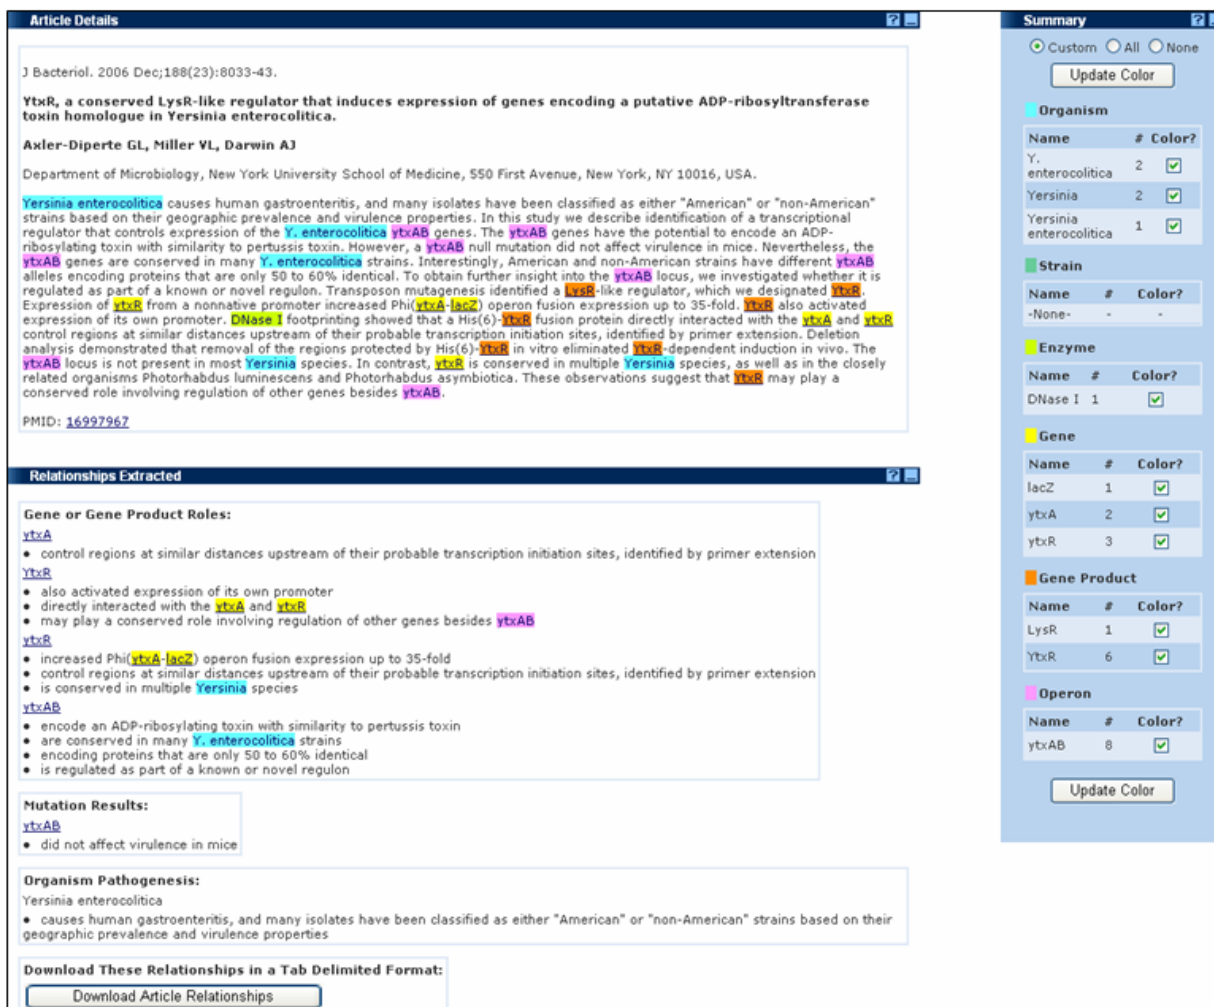 Article Details
J Bacteriol. 2006 Dec;188(23):8033-43.
YtxR, a conserved LysR-like regulator that induces expression of genes encoding a putative ADP-ribosyltransferase
toxin homologue in Yersinia enterocolitica.
Axler-Diperte GL, Miller VL, Darwin AJ
Department of Microbiology, New York University School of Medicine, 550 First Avenue, New York, NY 10016, USA.
Yersinia enterocolitica causes human gastroenteritis, and many isolates have been classified as either "American" or "non-American"
strains based on their geographic prevalence and virulence properties. In this study we describe identification of a transcriptional
regulator that controls expression of the Y. enterocolitica ytxAB genes. The ytxAB genes have the potential to encode an ADP-
ribosylating toxin with similarity to pertussis toxin. However, a ytxAB null mutation did not affect virulence in mice. Nevertheless, the
ytxAB genes are conserved in many Y. enterocolitica strains. Interestingly, American and non-American strains have different ytxAB
alleles encoding proteins that are only 50 to 60% identical. To obtain further insight into the ytxAB locus, we investigated whether it is
regulated as part of a known or novel regulon. Transposon mutagenesis identified a LysR-like regulator, which we designated YtxR.
Expression of ytxR from a nonnative promoter increased Phi(ytxA-lacZ) operon fusion expression up to 35-fold. YtxR also activated
expression of its own promoter. DNase I footprinting showed that a His(6)-YtxR fusion protein directly interacted with the ytxA and ytxR
control regions at similar distances upstream of their probable transcription initiation sites, identified by primer extension. Deletion
analysis demonstrated that removal of the regions protected by His(6)-YtxR in vitro eliminated YtxR-dependent induction in vivo. The
ytxAB locus is not present in most Yersinia species. In contrast, ytxR is conserved in multiple Yersinia species, as well as in the closely
related organisms Photorhabdus luminescens and Photorhabdus asymbiotica. These observations suggest that YtxR may play a
conserved role involving regulation of other genes besides ytxAB.
PMID: 16997967
Relationships Extracted
Gene or Gene Product Roles:
ytxA
• control regions at similar distances upstream of their probable transcription initiation sites, identified by primer extension
YtxR
• also activated expression of its own promoter
• directly interacted with the ytxA and ytxR
• may play a conserved role involving regulation of other genes besides ytxAB
ytxR
• increased Phi(ytxA-lacZ) operon fusion expression up to 35-fold
• control regions at similar distances upstream of their probable transcription initiation sites, identified by primer extension
• is conserved in multiple Yersinia species
ytxAB
• encode an ADP-ribosylating toxin with similarity to pertussis toxin
• are conserved in many Y. enterocolitica strains
• encoding proteins that are only 50 to 60% identical
• is regulated as part of a known or novel regulon
Mutation Results:
ytxAB
• did not affect virulence in mice
Organism Pathogenesis:
Yersinia enterocolitica
• causes human gastroenteritis, and many isolates have been classified as either "American" or "non-American" strains based on their
geographic prevalence and virulence properties
Download These Relationships in a Tab Delimited Format:
Download Article Relationships
Summary
Custom All None
Update Color
Organism
Name # Color?
Y.
enterocolitica 2
Yersinia 2
Yersinia
enterocolitica 1
Strain
Name # Color?
-None- - -
Enzyme
Name # Color?
DNase I 1
Gene
Name # Color?
lacZ 1
ytxA 2
ytxR 3
Gene Product
Name # Color?
LysR 1
YtxR 6
Operon
Name # Color?
ytxAB 8
Update Color